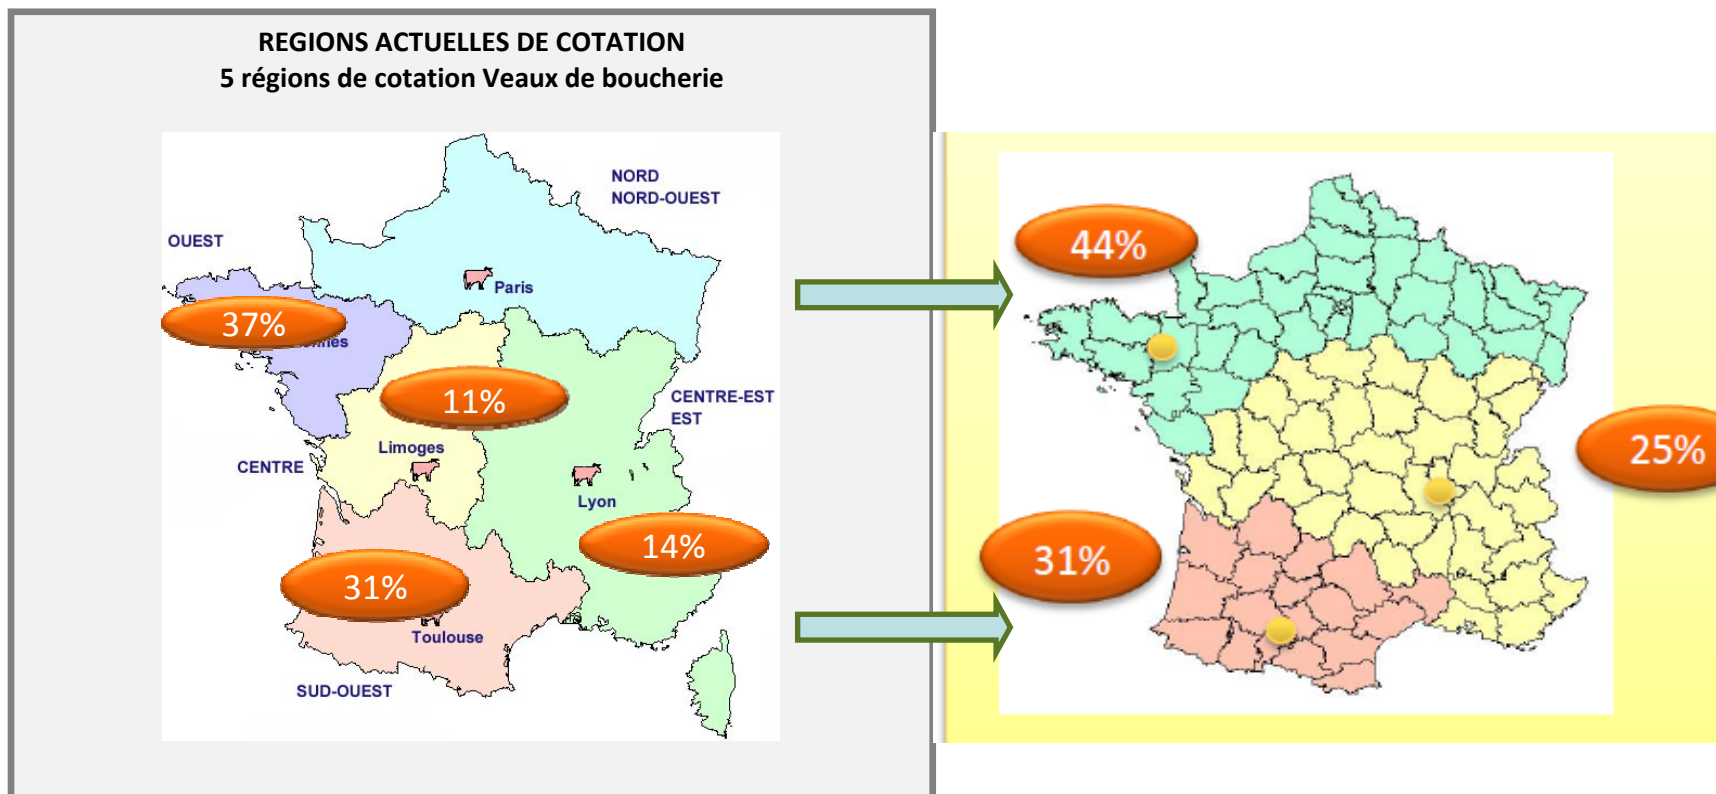 REGIONS ACTUELLES DE COTATION
5 régions de cotation Veaux de boucherie
NORD
NORD-OUEST
OUEST
Paris
37%
11%
CENTRE-EST
EST
Limoges
CENTRE
Lyon
14%
31%
Toulouse
SUD-OUEST
44%
25%
31%